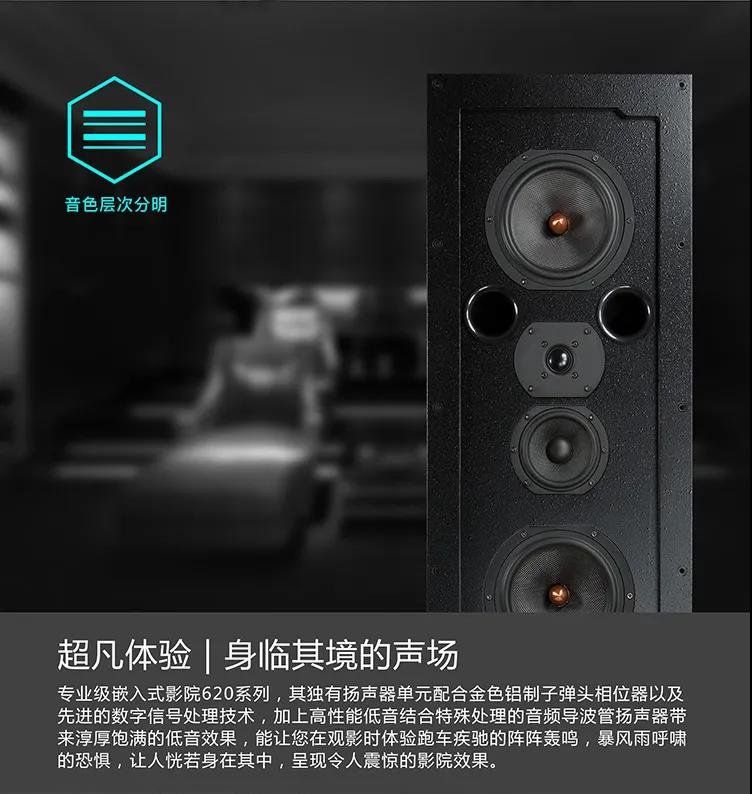 音色层次分明
超凡体验 | 身临其境的声场
专业级嵌入式影院620系列，其独有扬声器单元配合金色铝制子弹头相位器以及
先进的数字信号处理技术，加上高性能低音结合特殊处理的音频导波管扬声器带
来淳厚饱满的低音效果，能让您在观影时体验跑车疾驰的阵阵轰鸣，暴风雨呼啸
的恐惧，让人恍若身在其中，呈现令人震惊的影院效果。